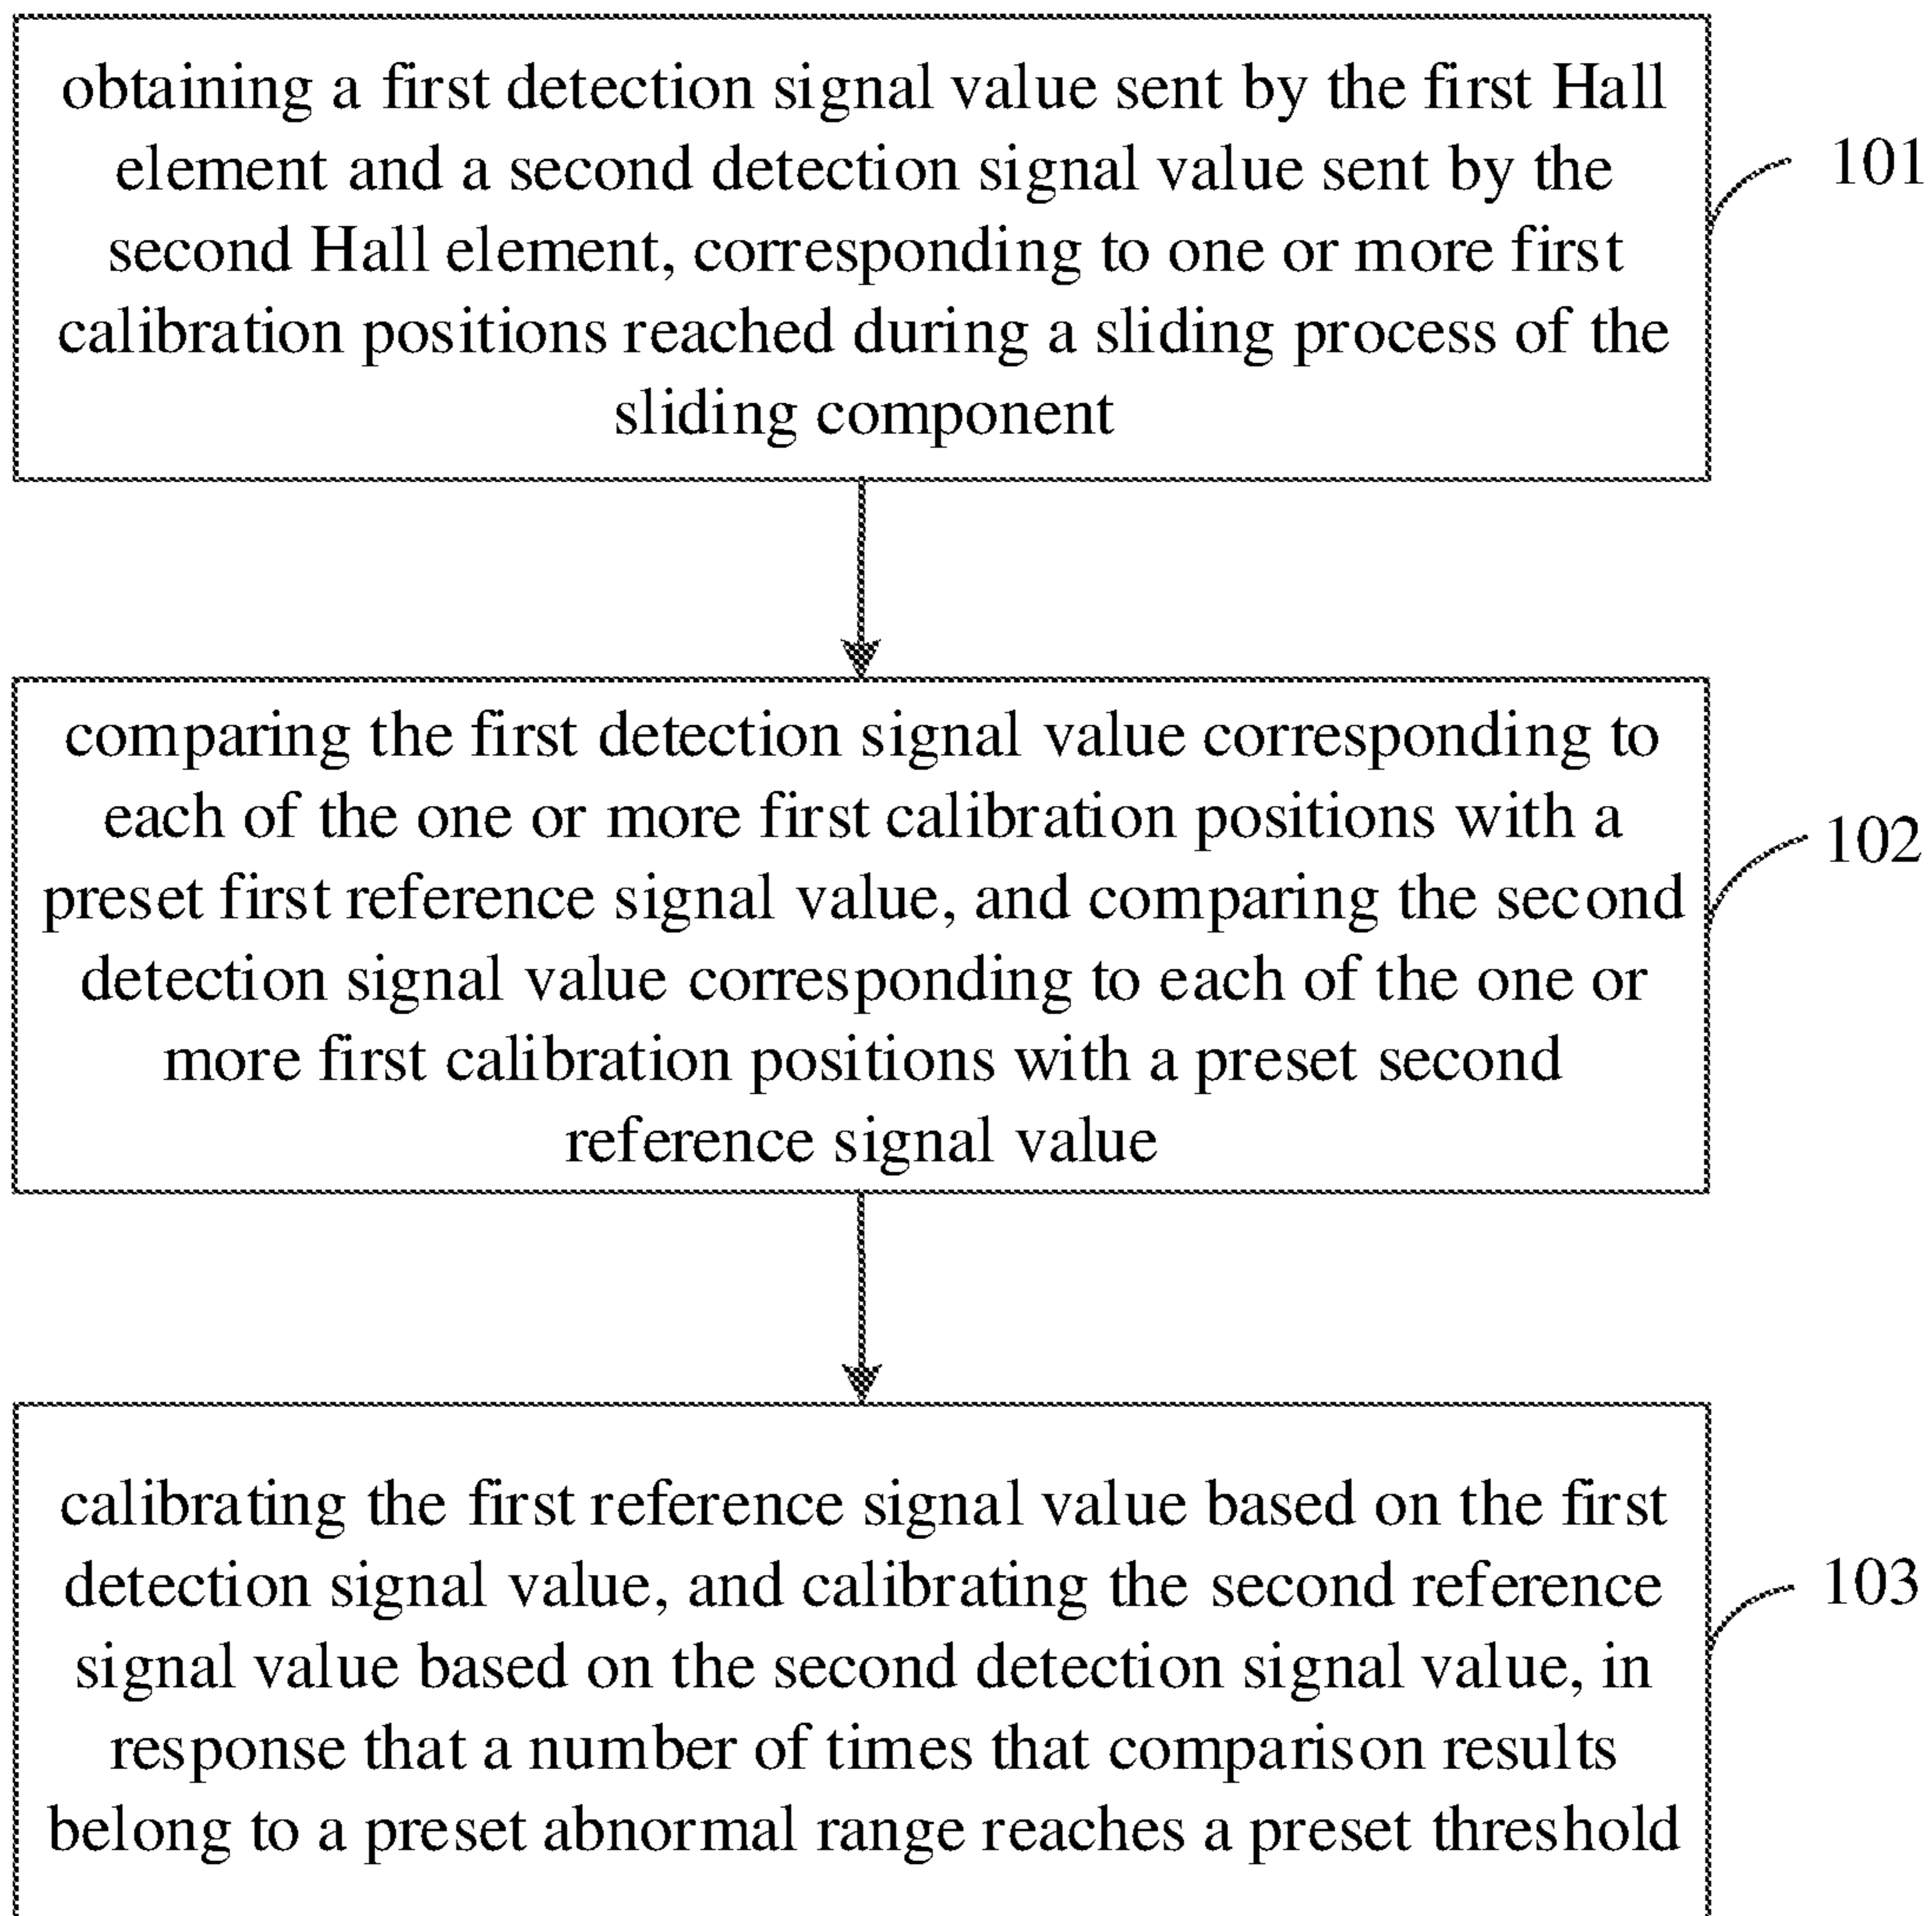 obtaining a first detection signal value sent by the first Hall
element and a second detection signal value sent by the
second Hall element, corresponding to one or more first
calibration positions reached during a sliding process of the
sliding component
101
comparing the first detection signal value corresponding to
each of the one or more first calibration positions with a
preset first reference signal value, and comparing the second
detection signal value corresponding to each of the one or
more first calibration positions with a preset second
reference signal value
102
calibrating the first reference signal value based on the first
detection signal value, and calibrating the second reference
signal value based on the second detection signal value, in
response that a number of times that comparison results
belong to a preset abnormal range reaches a preset threshold
103